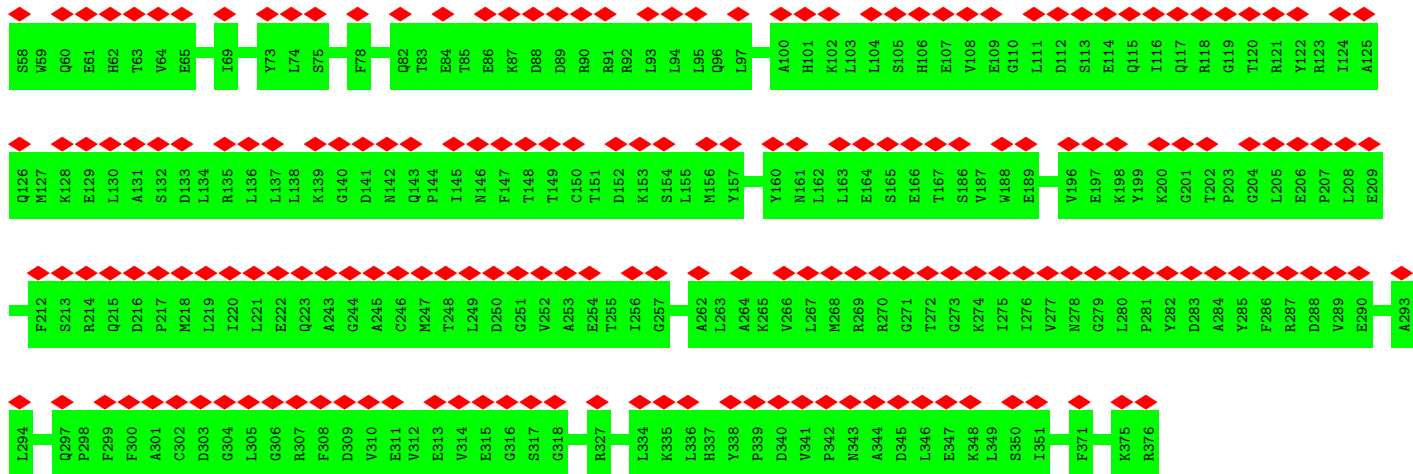 S58 W59 Q60 E61 H62 T63 V64 E65 I69 Y73 L74 S75 F78 Q82 T83 E84 T85 E86 K87 D88 D89 R90 R91 R92 L93 L94 L95 Q96 L97 A100 H101 K102 L103 L104 S105 H106 E107 V108 E109 G110 L111 D112 S113 E114 Q115 I116 Q117 R118 G119 T120 R121 Y122 R123 I124 A125
Q126 M127 K128 E129 L130 A131 S132 D133 L134 R135 L136 L137 L138 K139 G140 D141 N142 Q143 P144 I145 N146 F147 T148 T149 C150 T151 D152 K153 S154 L155 M156 Y157 Y160 N161 L162 L163 E164 S165 E166 T167 S186 V187 W188 E189 V196 E197 K198 Y199 K200 G201 T202 P203 G204 L205 E206 P207 L208 E209
F212 S213 R214 Q215 D216 P217 M218 L219 I220 L221 E222 Q223 A243 G244 A245 C246 M247 T248 L249 D250 G251 V252 A253 E254 T255 I256 G257 A262 L263 A264 K265 V266 L267 M268 R269 R270 G271 T272 G273 K274 I275 I276 V277 N278 G279 L280 P281 Y282 D283 A284 Y285 F286 R287 D288 V289 E290 A293
L294 Q297 P298 F299 F300 A301 C302 D303 G304 L305 G306 R307 F308 D309 V310 E311 V312 E313 V314 E315 G316 S317 G318 R327 L334 K335 L336 H337 Y338 P339 D340 V341 P342 N343 A344 D345 L346 E347 K348 L349 S350 I351 F371 K375 R376